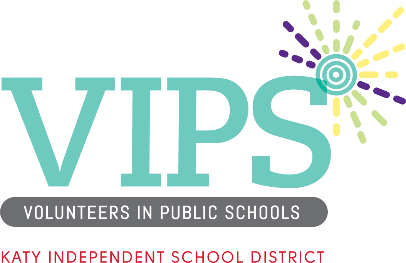 VIPS
VOLUNTEERS IN PUBLIC SCHOOLS
KATY INDEPENDENT SCHOOL DISTRICT